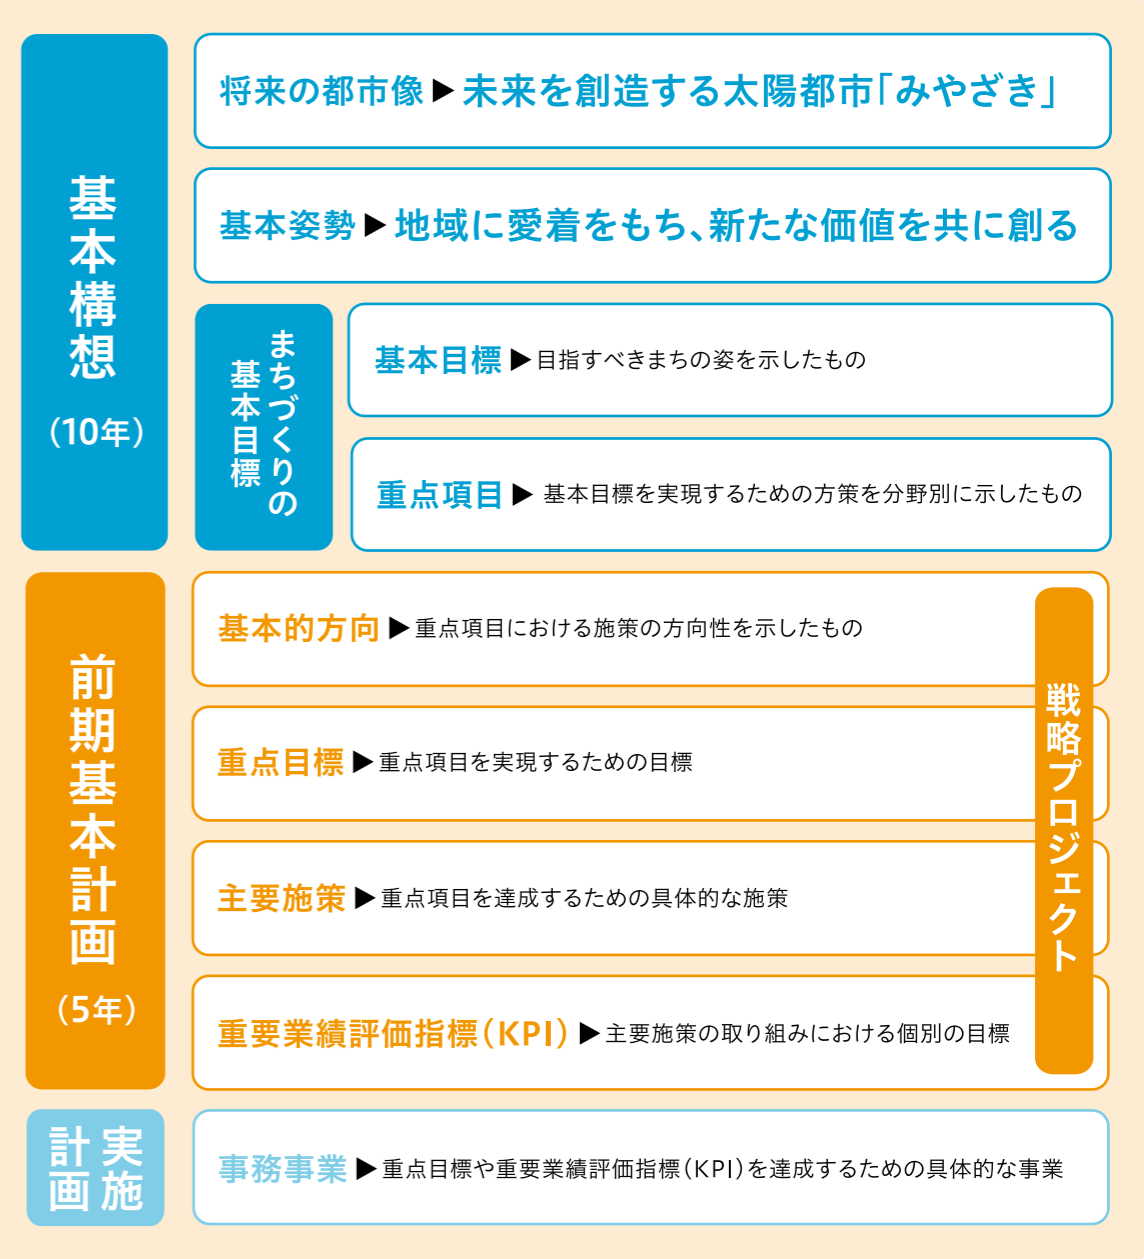 基本構想
（10年）
将来の都市像▶未来を創造する太陽都市「みやざき」
基本姿勢▶地域に愛着をもち、新たな価値を共に創る
まちづくりの
基本目標
基本目標▶目指すべきまちの姿を示したもの
重点項目▶基本目標を実現するための方策を分野別に示したもの
前期基本計画
（5年）
基本的方向▶重点項目における施策の方向性を示したもの
重点目標▶重点項目を実現するための目標
主要施策▶重点項目を達成するための具体的な施策
重要業績評価指標（KPI）▶主要施策の取り組みにおける個別の目標
戦略プロジェクト
実施
計画
事務事業▶重点目標や重要業績評価指標（KPI）を達成するための具体的な事業